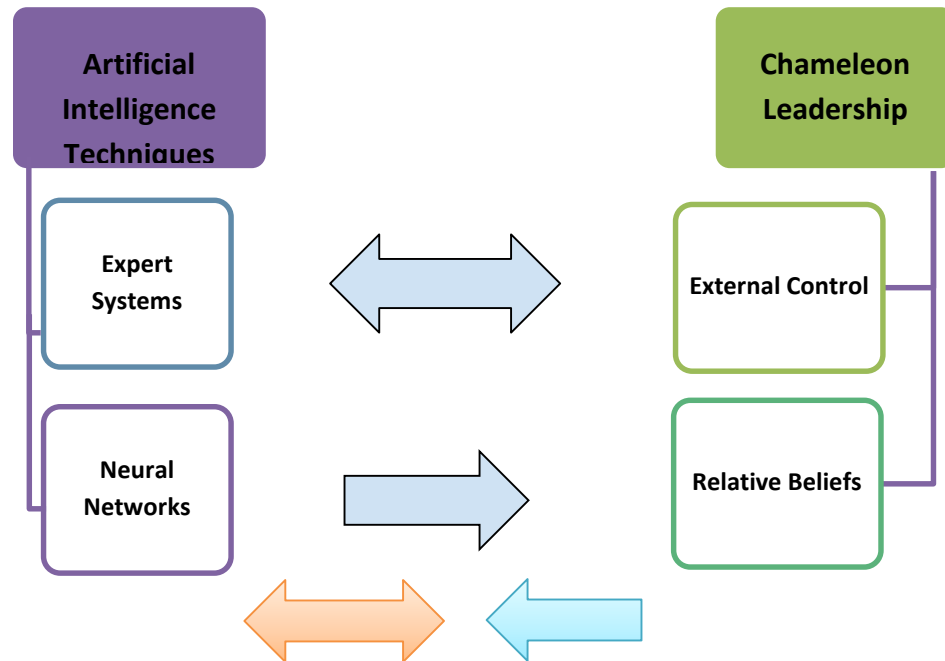 Artificial
Intelligence
Techniques
Chameleon
Leadership
Expert
Systems
External Control
Neural
Networks
Relative Beliefs